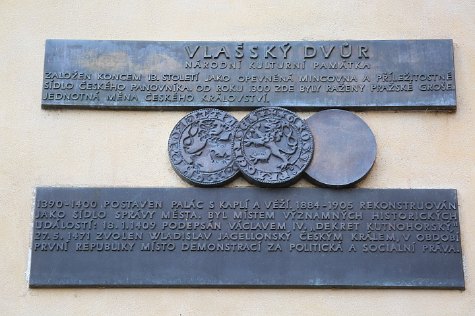 VLAŠSKÝ DVŮR
NÁRODNÍ KULTURNÍ PAMÁTKA
ZALOŽEN KONCEM 13. STOLETÍ JAKO OPEVNĚNÁ MINCOVNA A PŘÍLEŽITOSTNÉ
SÍDLO ČESKÉHO PANOVNÍKA. OD ROKU 1300 ZDE BYLY RAŽENY PRAŽSKÉ GROŠE,
JEDNOTNÁ MĚNA ČESKÉHO KRÁLOVSTVÍ.
1390-1400 POSTAVEN PALÁC S KAPLÍ A VĚŽÍ. 1884-1905 REKONSTRUOVÁN
JAKO SÍDLO SPRÁVY MĚSTA. BYL MÍSTEM VÝZNAMNÝCH HISTORICKÝCH
UDÁLOSTÍ: 18.1.1409 PODEPSÁN VÁCLAVEM IV. „DEKRET KUTNOHORSKÝ,"
27.5.1471 ZVOLEN WLADISLAV JAGELLONSKÝ ČESKÝM KRÁLEM, V OBDOBÍ
PRVNÍ REPUBLIKY MÍSTO DEMONSTRACÍ ZA POLITICKÁ A SOCIÁLNÍ PRÁVA.